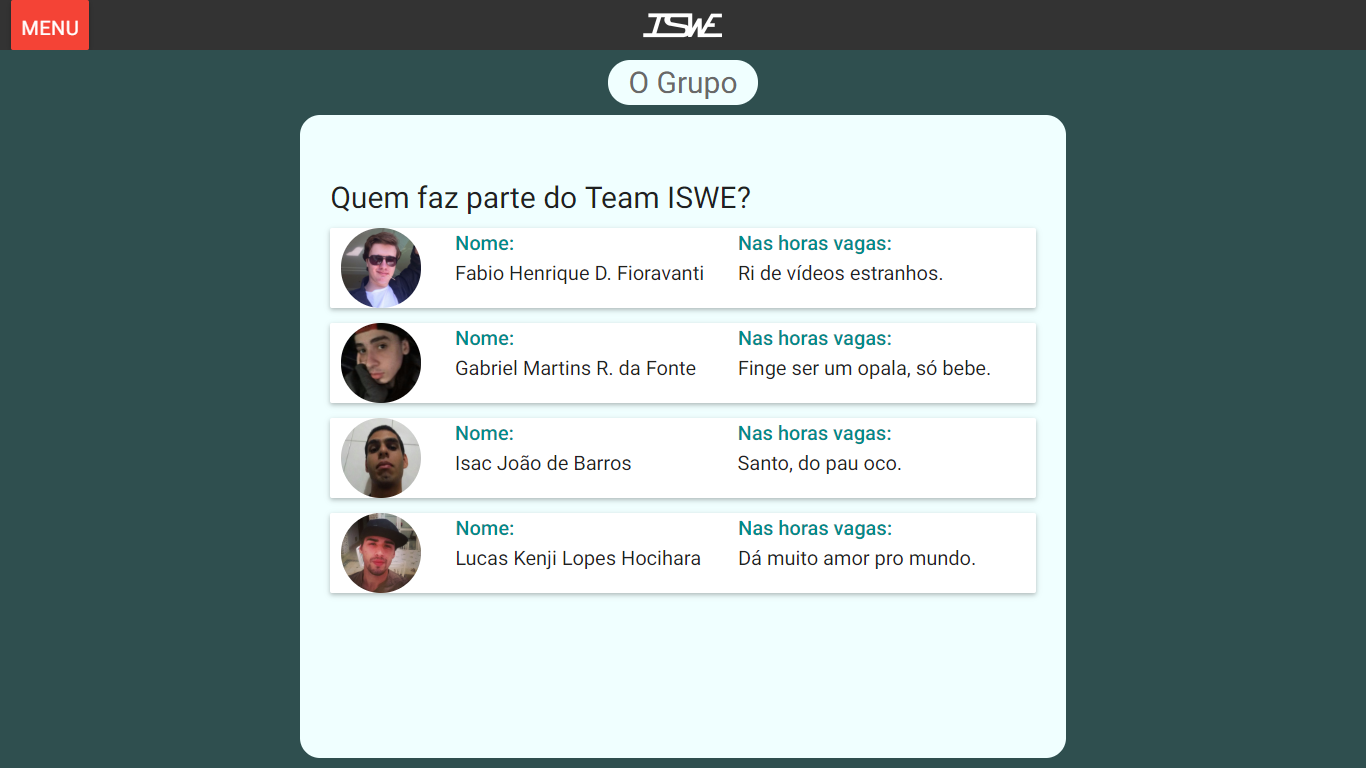 MENU
ISWE
O Grupo
Quem faz parte do Team ISWE?
Nome:
Nas horas vagas:
Fabio Henrique D. Fioravanti
Ri de vídeos estranhos.
Nome:
Nas horas vagas:
Gabriel Martins R. da Fonte
Finge ser um opala, só bebe.
Nome:
Nas horas vagas:
Isac João de Barros
Santo, do pau oco.
Nome:
Nas horas vagas:
Lucas Kenji Lopes Hocihara
Dá muito amor pro mundo.